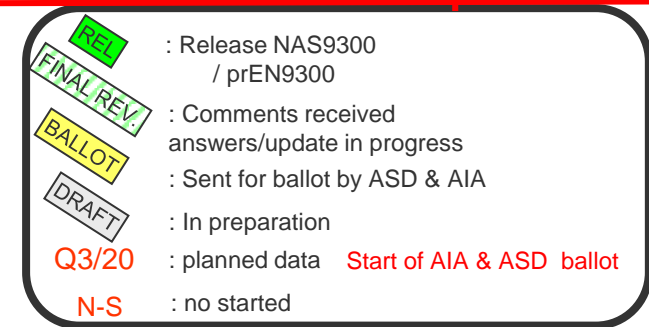 REL : Release NAS9300
/ prEN9300
FINAL REV. : Comments received
answers/update in progress
BALLOT : Sent for ballot by ASD & AIA
DRAFT : In preparation
Q3/20 : planned data Start of AIA & ASD ballot
N-S : no started